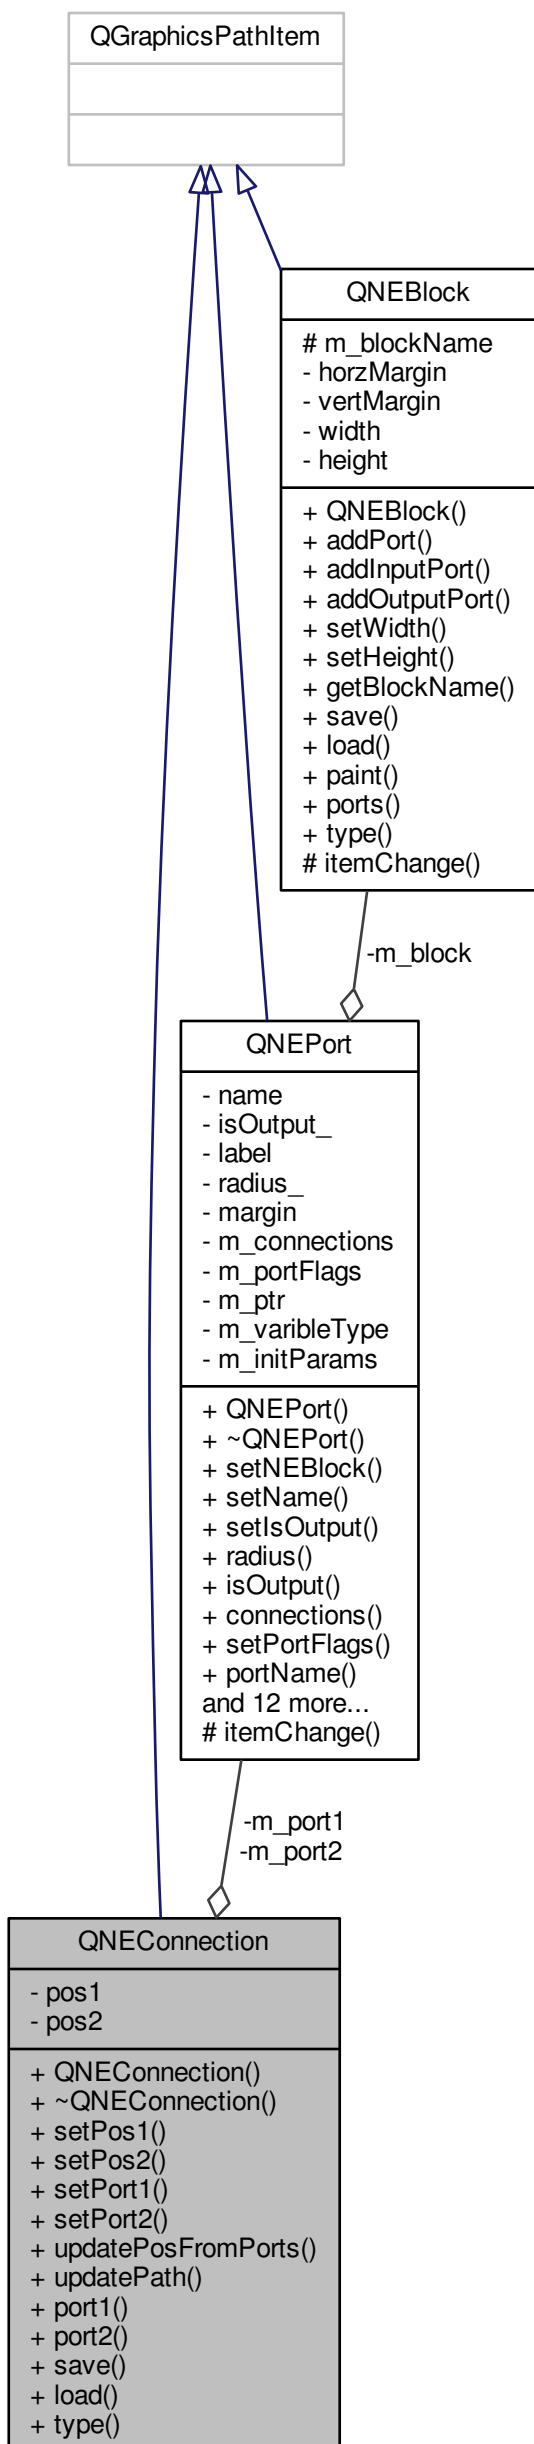 QGraphicsPathItem
QNEBlock
# m_blockName
- horzMargin
- vertMargin
- width
- height
+ QNEBlock()
+ addPort()
+ addInputPort()
+ addOutputPort()
+ setWidth()
+ setHeight()
+ getBlockName()
+ save()
+ load()
+ paint()
+ ports()
+ type()
# itemChange()
-m_block
QNEPort
- name
- isOutput_
- label
- radius_
- margin
- m_connections
- m_portFlags
- m_ptr
- m_varibleType
- m_initParams
+ QNEPort()
+ ~QNEPort()
+ setNEBlock()
+ setName()
+ setIsOutput()
+ radius()
+ isOutput()
+ connections()
+ setPortFlags()
+ portName()
and 12 more...
# itemChange()
-m_port1
-m_port2
QNEConnection
- pos1
- pos2
+ QNEConnection()
+ ~QNEConnection()
+ setPos1()
+ setPos2()
+ setPort1()
+ setPort2()
+ updatePosFromPorts()
+ updatePath()
+ port1()
+ port2()
+ save()
+ load()
+ type()